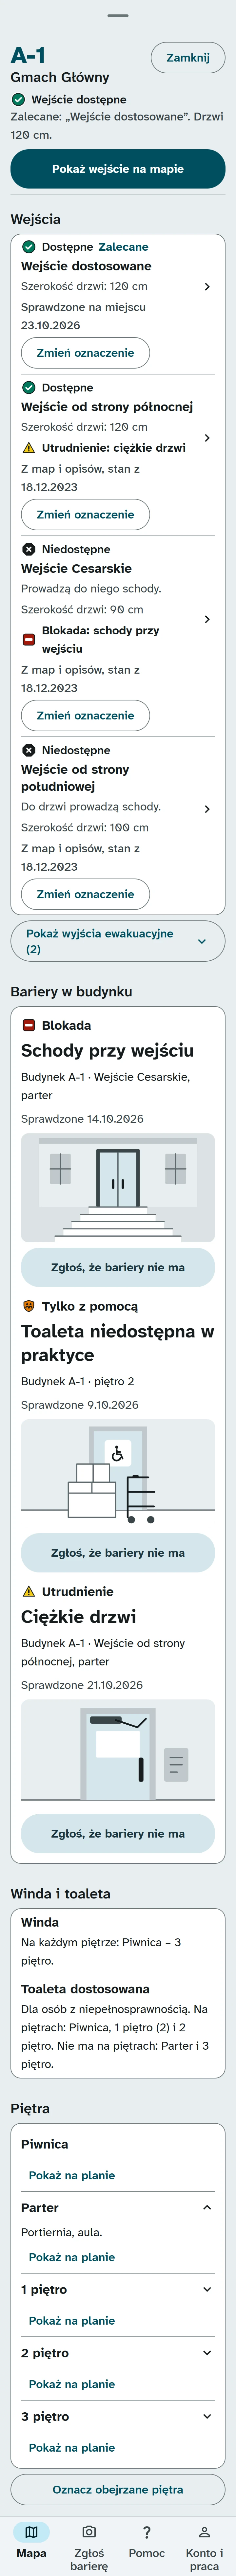 A-1
Zamknij
Gmach Główny
Wejście dostępne
Zalecane: „Wejście dostosowane”. Drzwi
120 cm.
Pokaż wejście na mapie
Wejścia
Dostępne Zalecane
Wejście dostosowane
Szerokość drzwi: 120 cm
Sprawdzone na miejscu
23.10.2026
Zmień oznaczenie
Dostępne
Wejście od strony północnej
Szerokość drzwi: 120 cm
Utrudnienie: ciężkie drzwi
Z map i opisów, stan z
18.12.2023
Zmień oznaczenie
Niedostępne
Wejście Cesarskie
Prowadzą do niego schody.
Szerokość drzwi: 90 cm
Blokada: schody przy
wejściu
Z map i opisów, stan z
18.12.2023
Zmień oznaczenie
Niedostępne
Wejście od strony
południowej
Do drzwi prowadzą schody.
Szerokość drzwi: 100 cm
Z map i opisów, stan z
18.12.2023
Zmień oznaczenie
Pokaż wyjścia ewakuacyjne
(2)
Bariery w budynku
Blokada
Schody przy wejściu
Budynek A-1 · Wejście Cesarskie,
parter
Sprawdzone 14.10.2026
Zgłoś, że bariery nie ma
Tylko z pomocą
Toaleta niedostępna w
praktyce
Budynek A-1 · piętro 2
Sprawdzone 9.10.2026
Zgłoś, że bariery nie ma
Utrudnienie
Ciężkie drzwi
Budynek A-1 · Wejście od strony
północnej, parter
Sprawdzone 21.10.2026
Zgłoś, że bariery nie ma
Winda i toaleta
Winda
Na każdym piętrze: Piwnica – 3
piętro.
Toaleta dostosowana
Dla osób z niepełnosprawnością. Na
piętrach: Piwnica, 1 piętro (2) i 2
piętro. Nie ma na piętrach: Parter i 3
piętro.
Piętra
Piwnica
Pokaż na planie
Parter
Portiernia, aula.
Pokaż na planie
1 piętro
Pokaż na planie
2 piętro
Pokaż na planie
3 piętro
Pokaż na planie
Oznacz obejrzane piętra
Mapa
Zgłoś
barierę
Pomoc
Konto i
praca